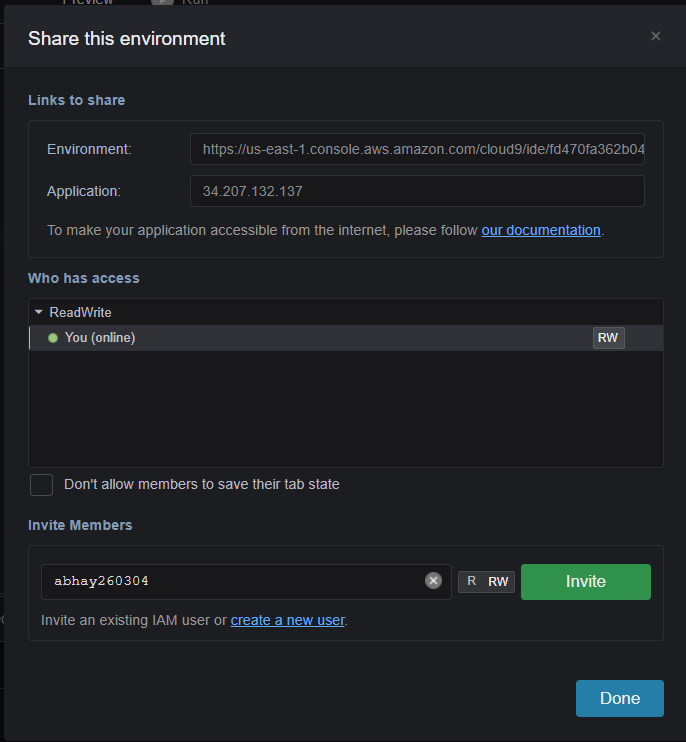 Preview Run
Share this environment
Links to share
Environment: https://us-east-1.console.aws.amazon.com/cloud9/ide/fd470fa362b04
Application: 34.207.132.137
To make your application accessible from the internet, please follow our documentation.
Who has access
ReadWrite
You (online) RW
Don't allow members to save their tab state
Invite Members
abhay260304 R RW Invite
Invite an existing IAM user or create a new user.
Done